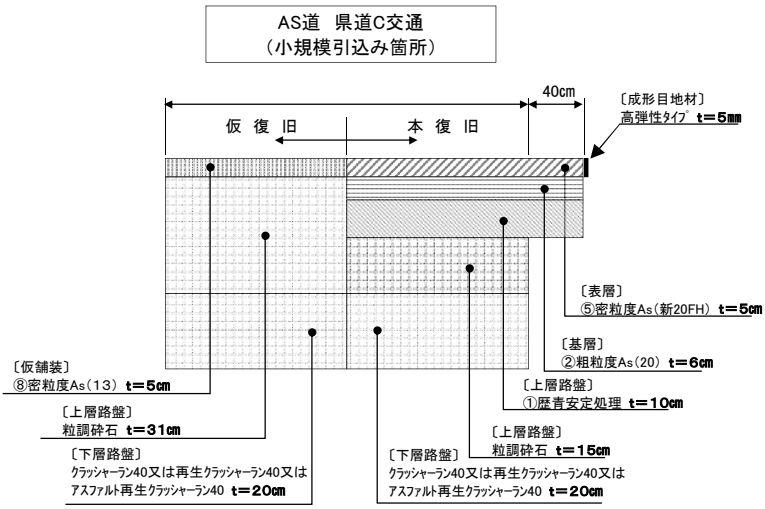 AS道 県道C交通
（小規模引込み箇所）
40cm
〔成形目地材〕
高弾性ﾀｲﾌﾟ t＝5mm
仮 復 旧
本 復 旧
〔表層〕
⑤密粒度As（新20FH） t＝5cm
〔基層〕
②粗粒度As（20） t＝6cm
〔仮舗装〕
⑧密粒度As（13） t＝5cm
〔上層路盤〕
①歴青安定処理 t＝10cm
〔上層路盤〕
粒調砕石 t＝31cm
〔上層路盤〕
粒調砕石 t＝15cm
〔下層路盤〕
ｸﾗｯｼｬｰﾗﾝ40又は再生ｸﾗｯｼｬｰﾗﾝ40又は
ｱｽﾌｧﾙﾄ再生ｸﾗｯｼｬｰﾗﾝ40 t＝20cm
〔下層路盤〕
ｸﾗｯｼｬｰﾗﾝ40又は再生ｸﾗｯｼｬｰﾗﾝ40又は
ｱｽﾌｧﾙﾄ再生ｸﾗｯｼｬｰﾗﾝ40 t＝20cm